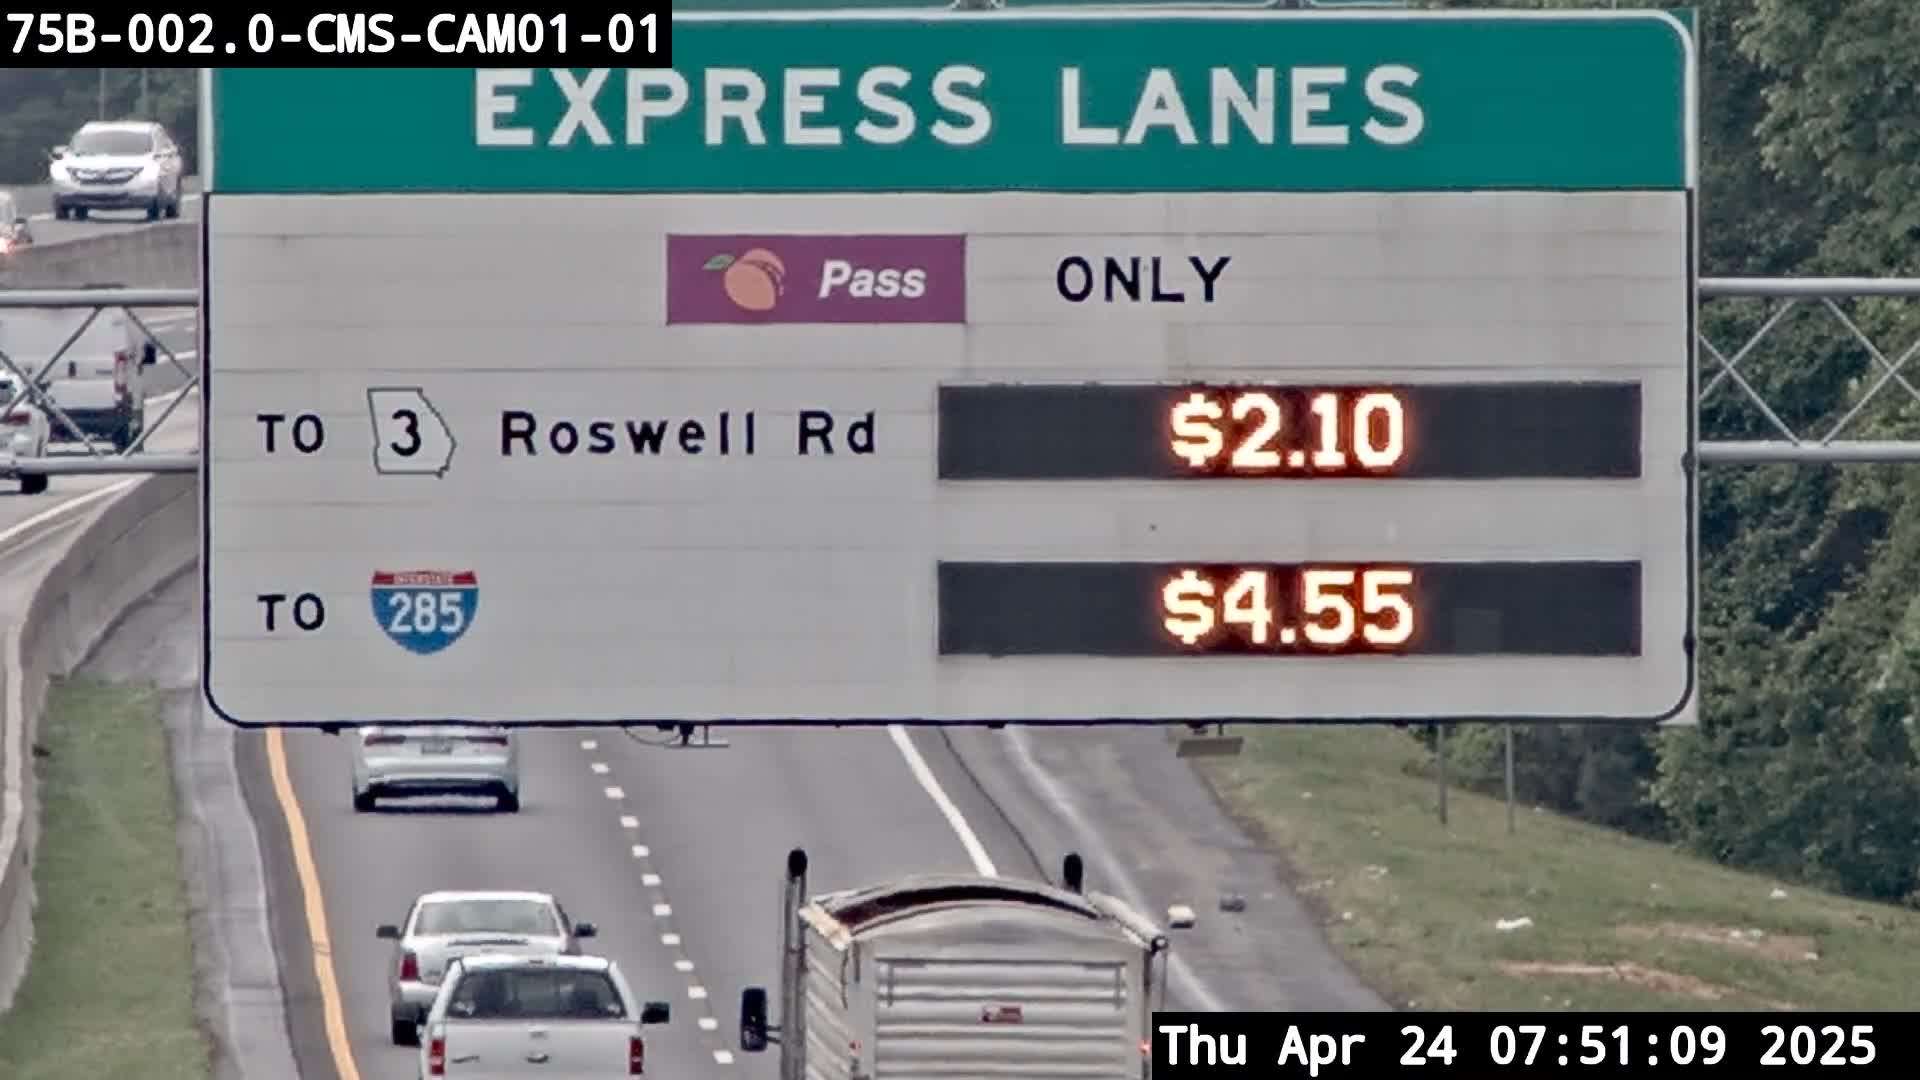 75B-002.0-CMS-CAM01-01
EXPRESS LANES
Pass ONLY
TO 3 Roswell Rd $2.10
TO INTERSTATE 285 $4.55
Thu Apr 24 07:51:09 2025